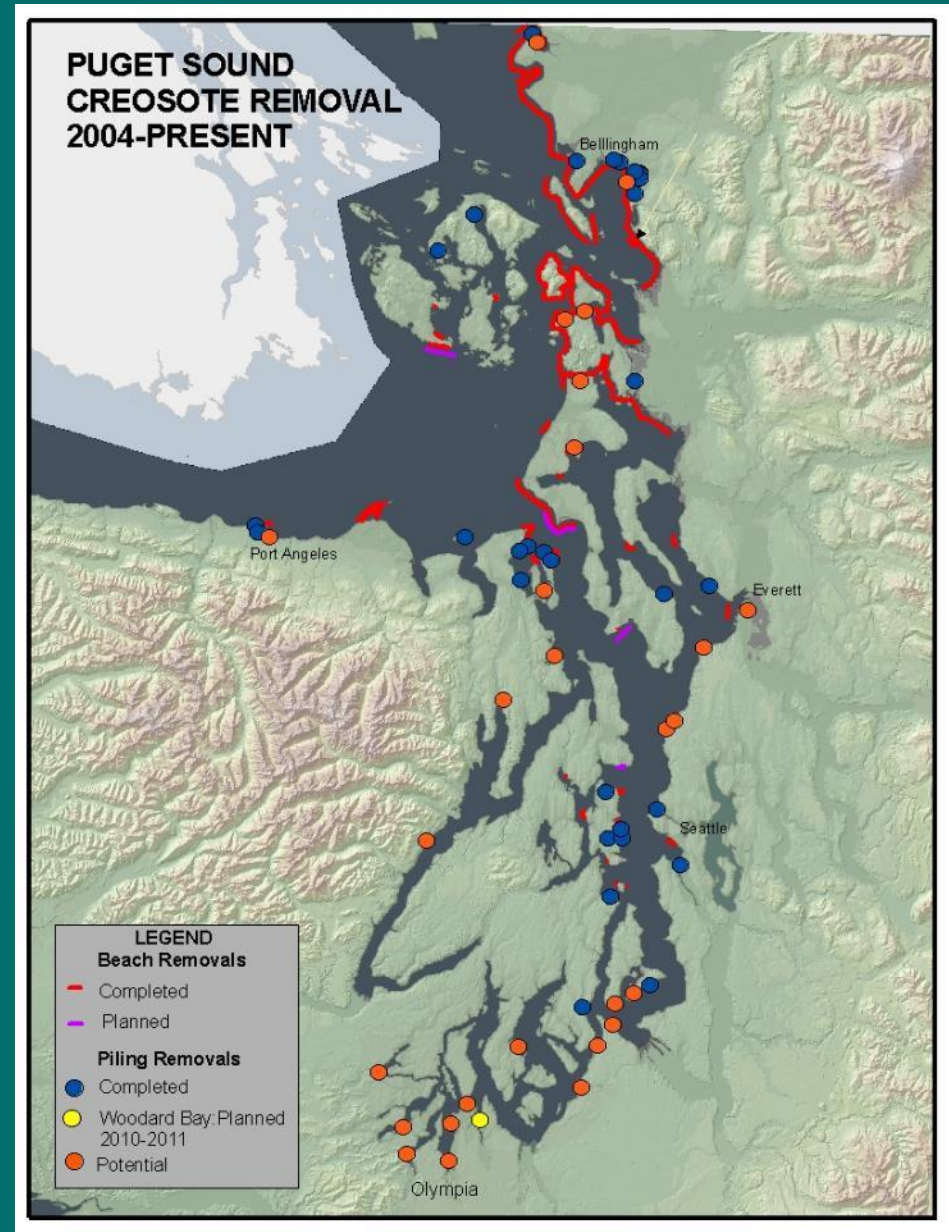 PUGET SOUND
CREOSOTE REMOVAL
2004-PRESENT
Belllingham
Port Angeles
Everett
Seattle
LEGEND
Beach Removals
Completed
Planned
Piling Removals
Completed
Woodard Bay: Planned
2010-2011
Potential
Olympia